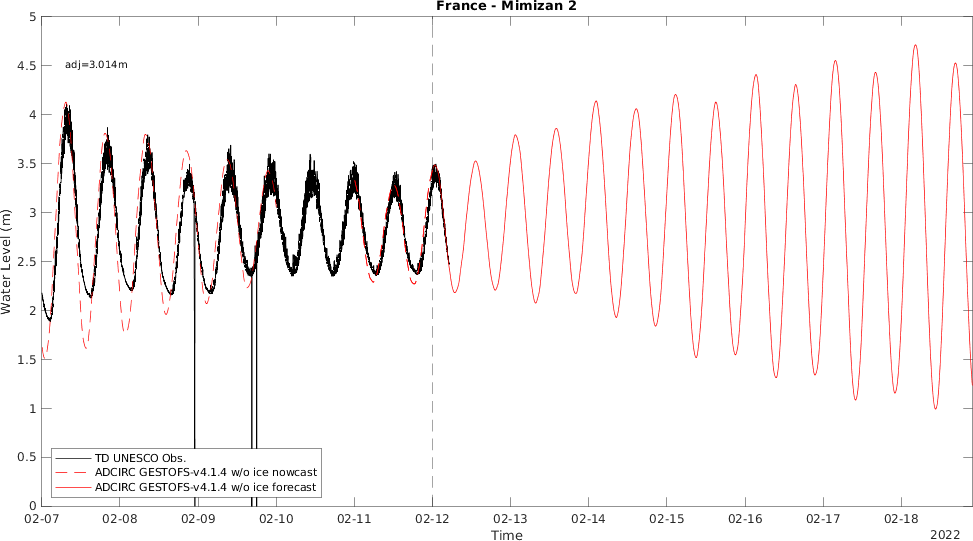 France - Mimizan 2
adj=3.014m
Water Level (m)
5
4.5
4
3.5
3
2.5
2
1.5
1
0.5
0
TD UNESCO Obs.
ADCIRC GESTOFS-v4.1.4 w/o ice nowcast
ADCIRC GESTOFS-v4.1.4 w/o ice forecast
02-07 02-08 02-09 02-10 02-11 02-12 02-13 02-14 02-15 02-16 02-17 02-18
Time
2022